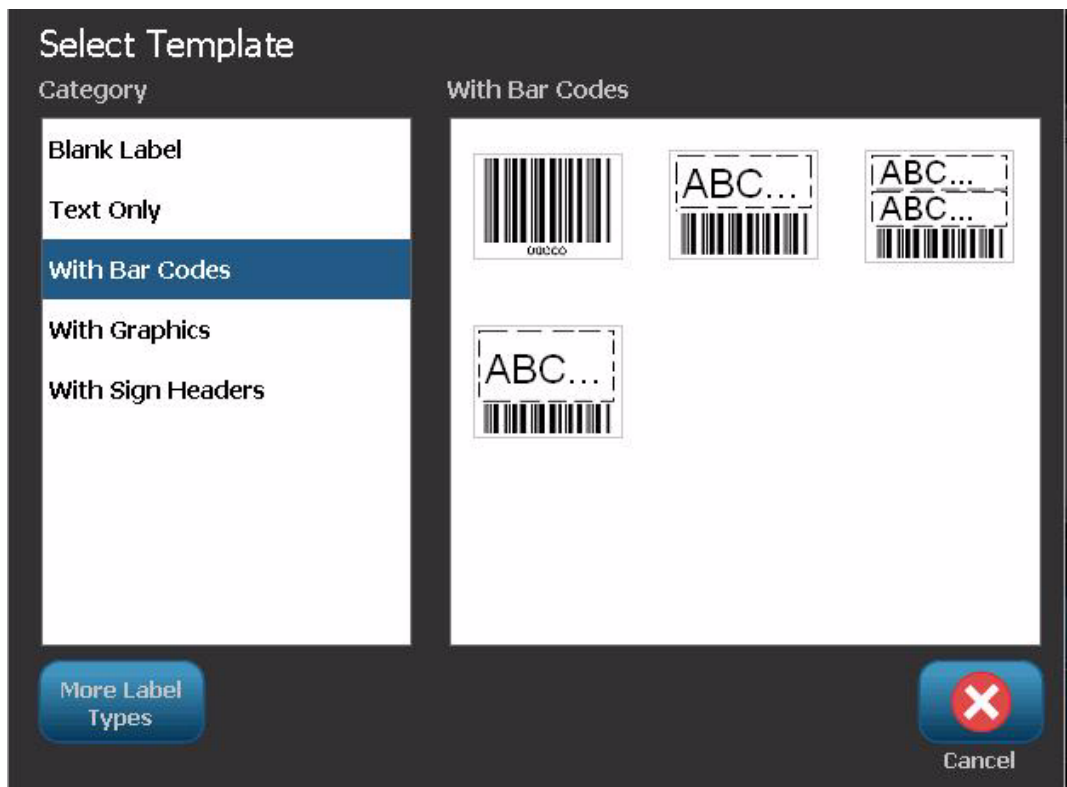 Select Template
Category
With Bar Codes
Blank Label
Text Only
With Bar Codes
With Graphics
With Sign Headers
ABC...
ABC...
ABC...
ABC...
More Label
Types
Cancel